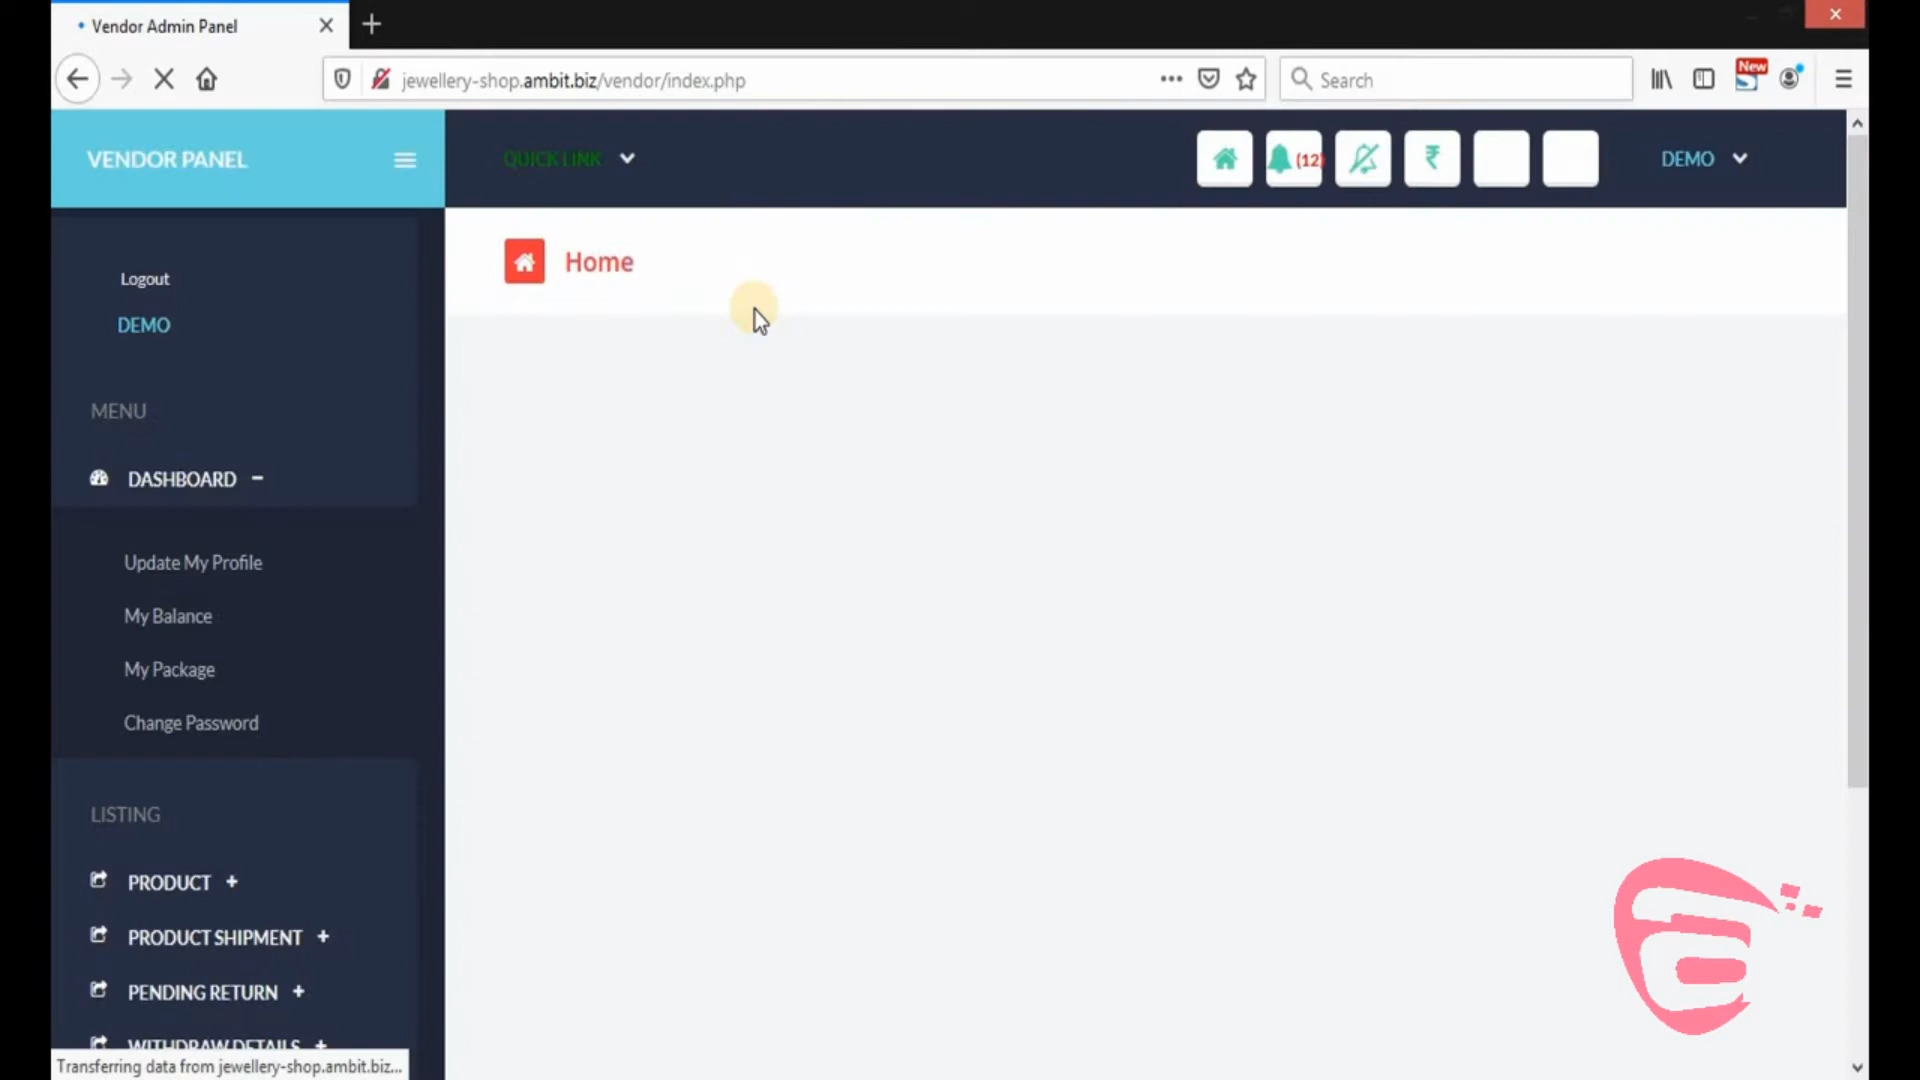 Vendor Admin Panel
jewellery-shop.ambit.biz/vendor/index.php
Search
New
VENDOR PANEL
QUICK LINK
(12)
₹
DEMO
Home
Logout
DEMO
MENU
DASHBOARD −
Update My Profile
My Balance
My Package
Change Password
LISTING
PRODUCT +
PRODUCT SHIPMENT +
PENDING RETURN +
WITHDRAW DETAILS +
Transferring data from jewellery-shop.ambit.biz...